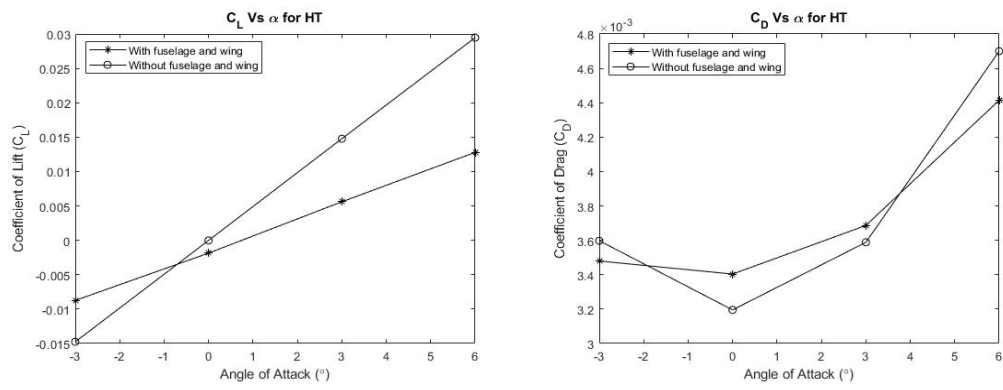 C_L Vs α for HT
With fuselage and wing
Without fuselage and wing
0.03
0.025
0.02
0.015
0.01
0.005
0
-0.005
-0.01
-0.015
Coefficient of Lift (C_L)
-3 -2 -1 0 1 2 3 4 5 6
Angle of Attack (°)
C_D Vs α for HT
×10⁻³
With fuselage and wing
Without fuselage and wing
4.8
4.6
4.4
4.2
4
3.8
3.6
3.4
3.2
3
Coefficient of Drag (C_D)
-3 -2 -1 0 1 2 3 4 5 6
Angle of Attack (°)